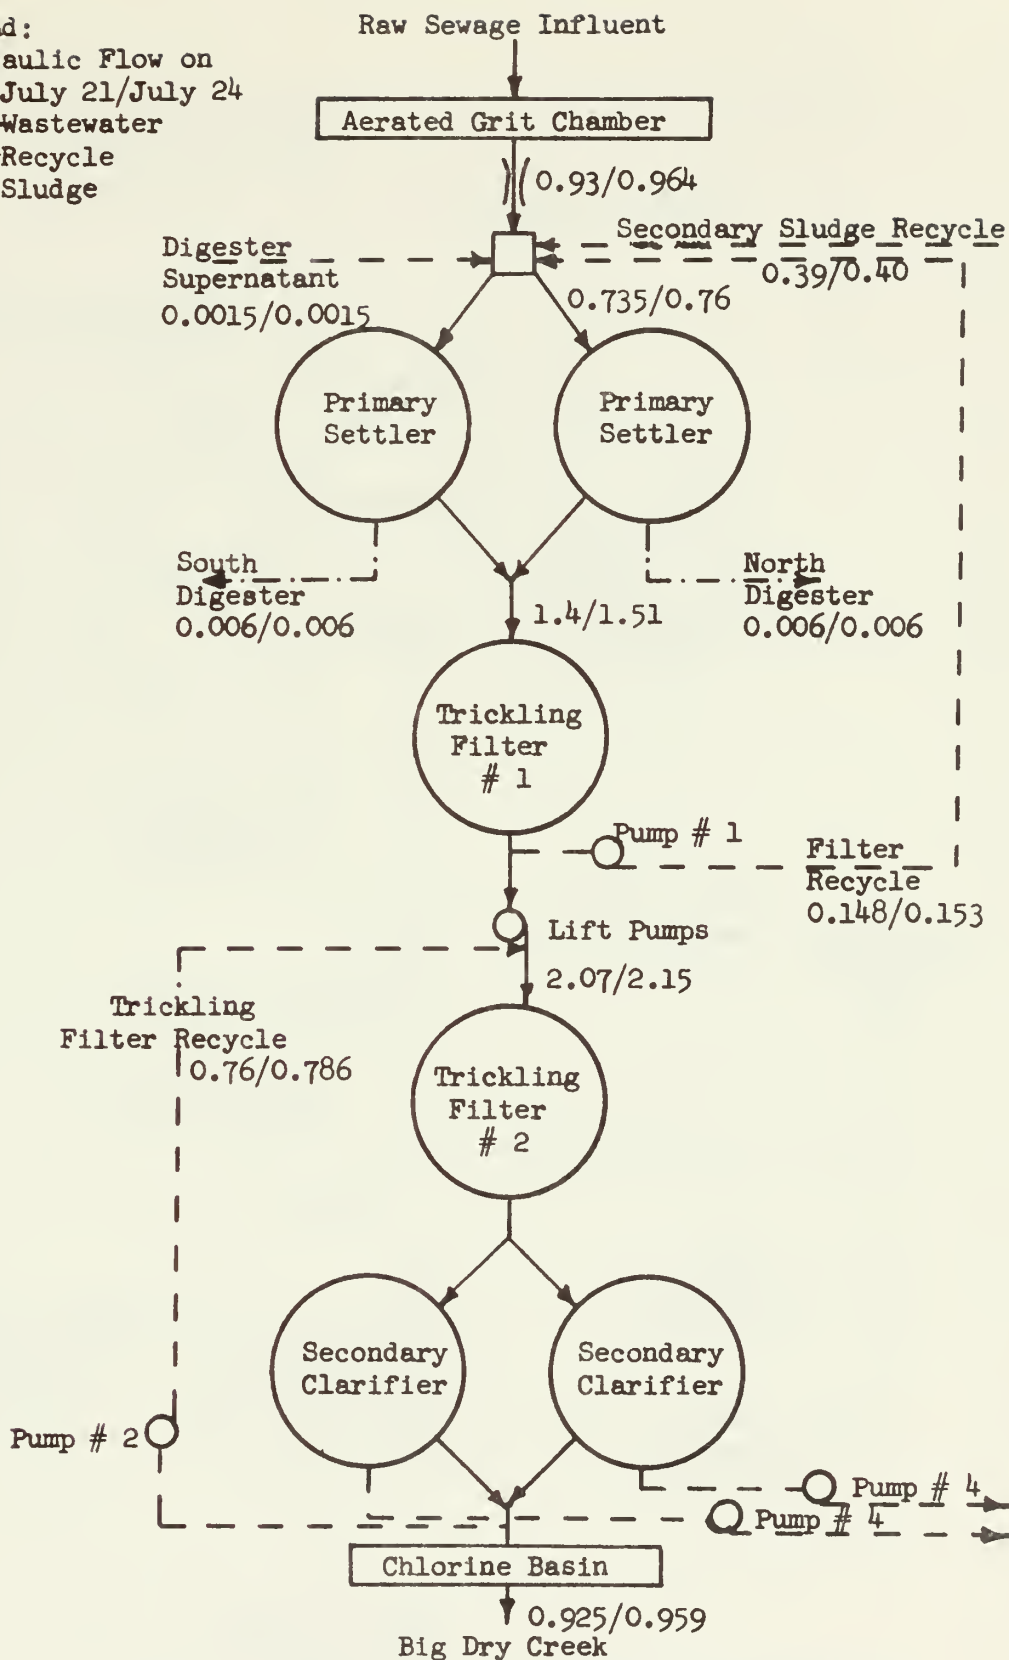 Raw Sewage Influent
aulic Flow on
July 21/July 24
Wastewater
Recycle
Sludge
Aerated Grit Chamber
0.93/0.964
Digester
Supernatant
0.0015/0.0015
Secondary Sludge Recycle
0.39/0.40
0.735/0.76
Primary
Settler
Primary
Settler
South
Digester
0.006/0.006
North
Digester
0.006/0.006
1.4/1.51
Trickling
Filter
# 1
Pump # 1
Filter
Recycle
0.148/0.153
Lift Pumps
2.07/2.15
Trickling
Filter Recycle
0.76/0.786
Trickling
Filter
# 2
Secondary
Clarifier
Secondary
Clarifier
Pump # 2
Pump # 4
Pump # 4
Chlorine Basin
0.925/0.959
Big Dry Creek